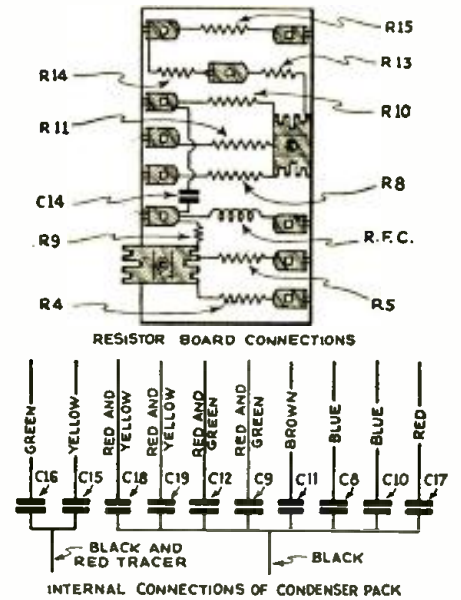 R15
R14
R13
R10
R11
C14
R8
R9
R.F.C.
R4
R5
RESISTOR BOARD CONNECTIONS
GREEN
YELLOW
RED AND YELLOW
RED AND YELLOW
RED AND GREEN
RED AND GREEN
BROWN
BLUE
BLUE
RED
C16 C15 C18 C19 C12 C9 C11 C8 C10 C17
BLACK AND
RED TRACER
BLACK
INTERNAL CONNECTIONS OF CONDENSER PACK